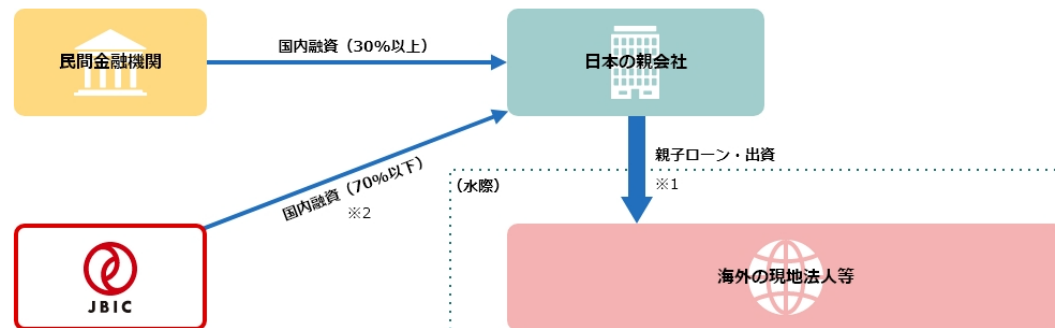 国内融資（30%以上）
民間金融機関
日本の親会社
親子ローン・出資
国内融資（70%以下）
※1
（水際）
※2
海外の現地法人等
JBIC